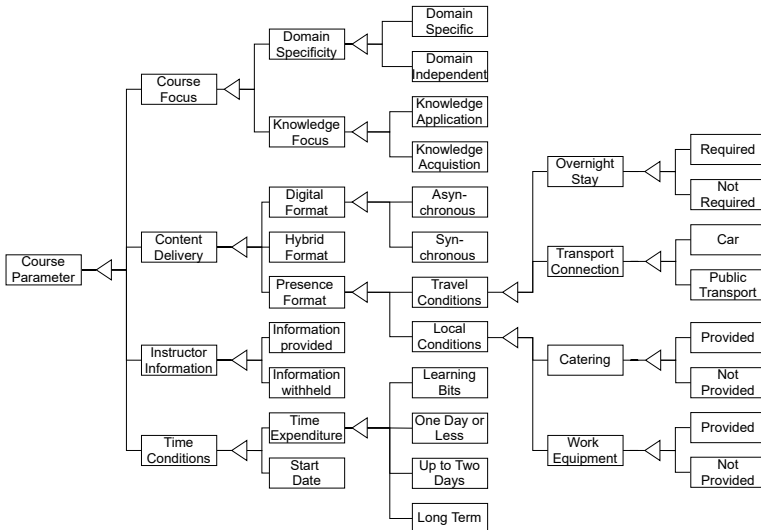 Course
Parameter
Course
Focus
Content
Delivery
Instructor
Information
Time
Conditions
Domain
Specificity
Knowledge
Focus
Digital
Format
Hybrid
Format
Presence
Format
Information
provided
Information
withheld
Time
Expenditure
Start
Date
Domain
Specific
Domain
Independent
Knowledge
Application
Knowledge
Acquistion
Asyn-
chronous
Syn-
chronous
Travel
Conditions
Local
Conditions
Learning
Bits
One Day or
Less
Up to Two
Days
Long Term
Overnight
Stay
Transport
Connection
Catering
Work
Equipment
Required
Not
Required
Car
Public
Transport
Provided
Not
Provided
Provided
Not
Provided